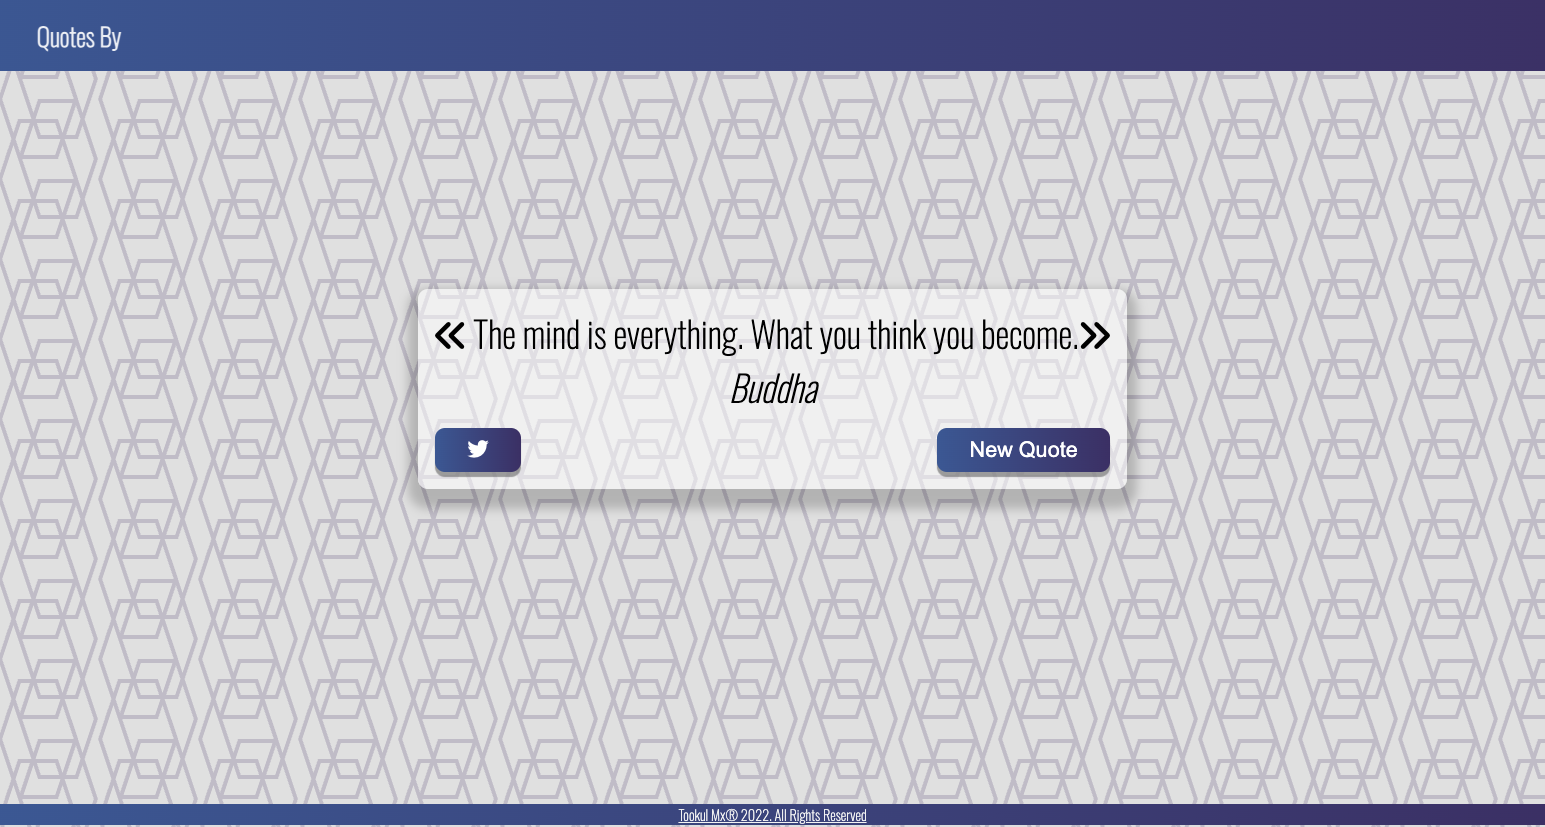 Quotes By
« The mind is everything. What you think you become.»
Buddha
New Quote
Tookul Mx® 2022. All Rights Reserved